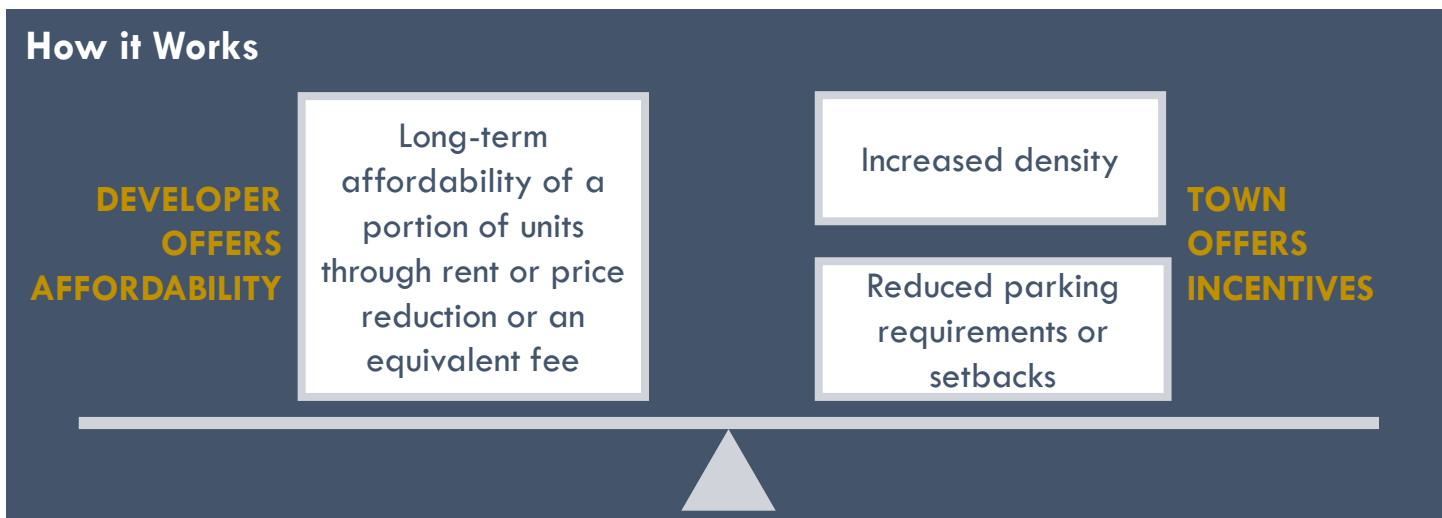 How it Works
DEVELOPER
OFFERS
AFFORDABILITY
Long-term
affordability of a
portion of units
through rent or price
reduction or an
equivalent fee
Increased density
Reduced parking
requirements or
setbacks
TOWN
OFFERS
INCENTIVES